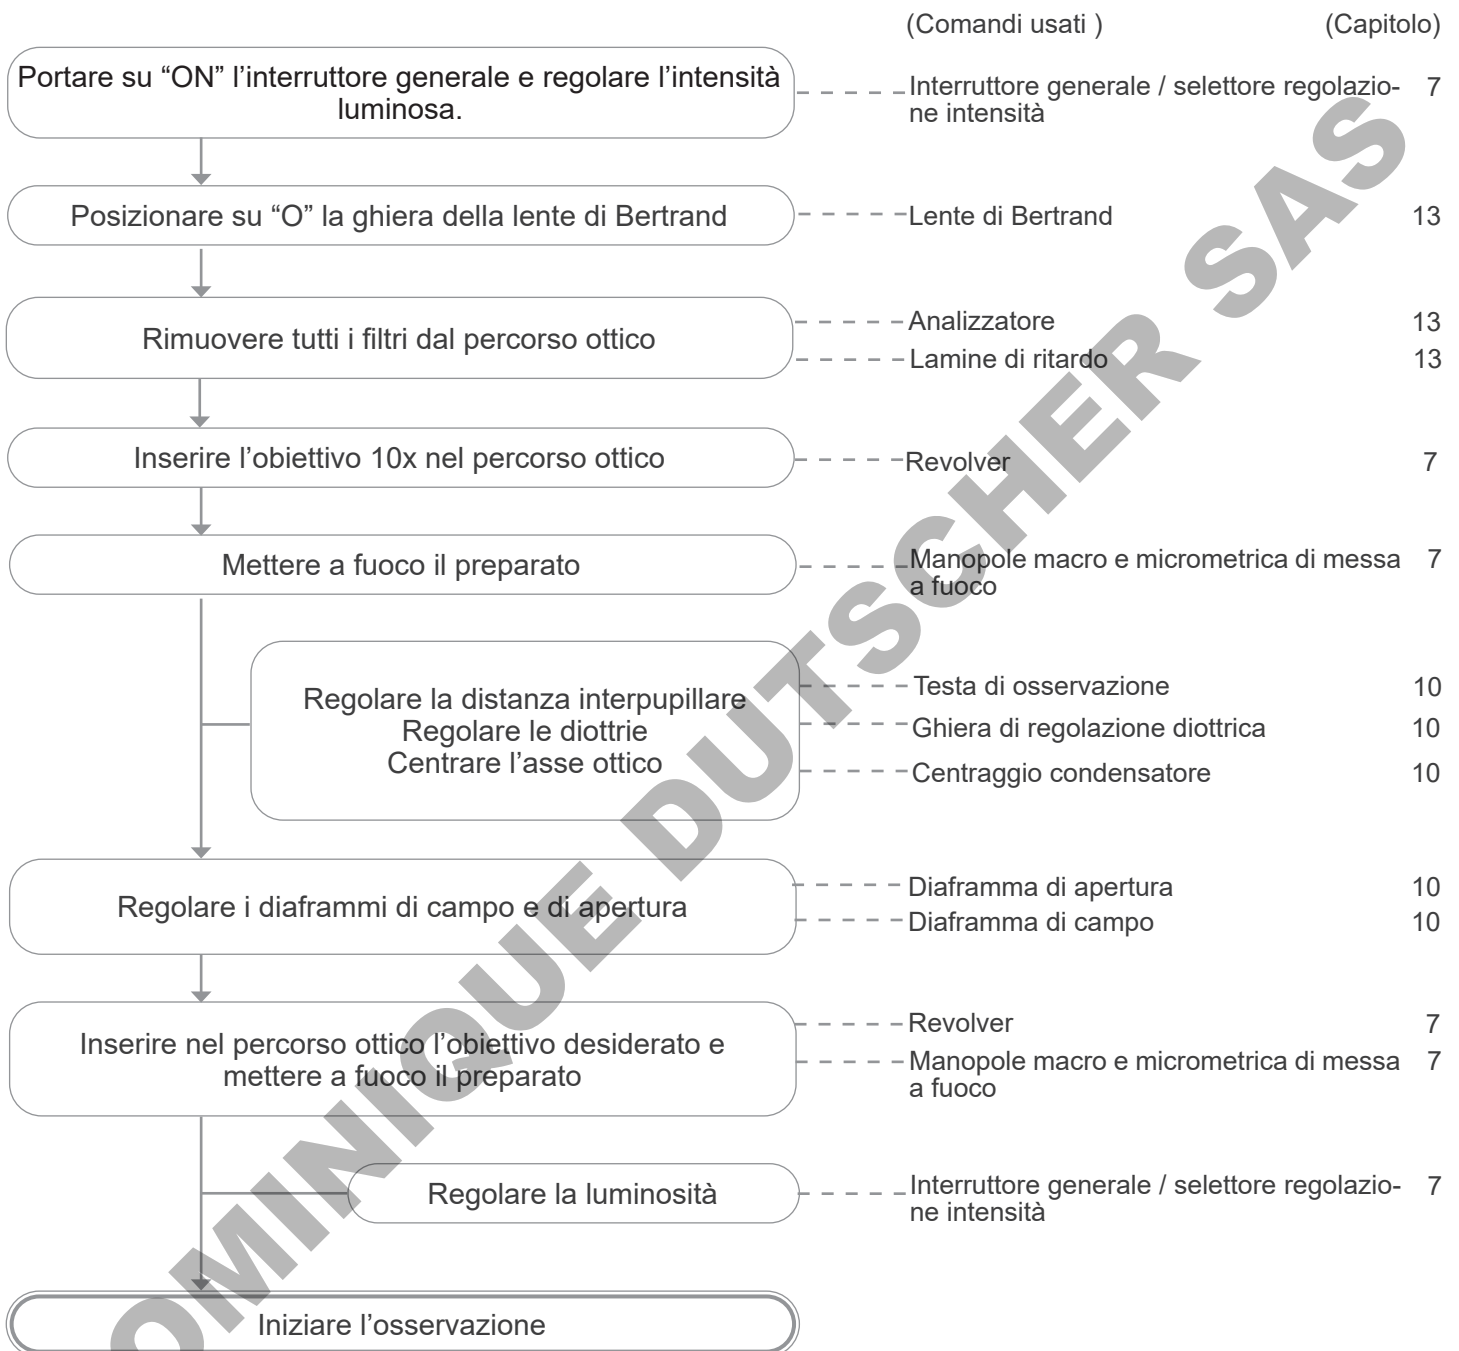 (Comandi usati ) (Capitolo)
Portare su “ON” l’interruttore generale e regolare l’intensità
luminosa.
Interruttore generale / selettore regolazio- 7
ne intensità
Posizionare su “O” la ghiera della lente di Bertrand
Lente di Bertrand 13
Rimuovere tutti i filtri dal percorso ottico
Analizzatore 13
Lamine di ritardo 13
Inserire l’obiettivo 10x nel percorso ottico
Revolver 7
Mettere a fuoco il preparato
Manopole macro e micrometrica di messa 7
a fuoco
Regolare la distanza interpupillare
Regolare le diottrie
Centrare l’asse ottico
Testa di osservazione 10
Ghiera di regolazione diottrica 10
Centraggio condensatore 10
Regolare i diaframmi di campo e di apertura
Diaframma di apertura 10
Diaframma di campo 10
Inserire nel percorso ottico l’obiettivo desiderato e
mettere a fuoco il preparato
Revolver 7
Manopole macro e micrometrica di messa 7
a fuoco
Regolare la luminosità
Interruttore generale / selettore regolazio- 7
ne intensità
Iniziare l’osservazione
OMINIQUE DUTSCHER SAS